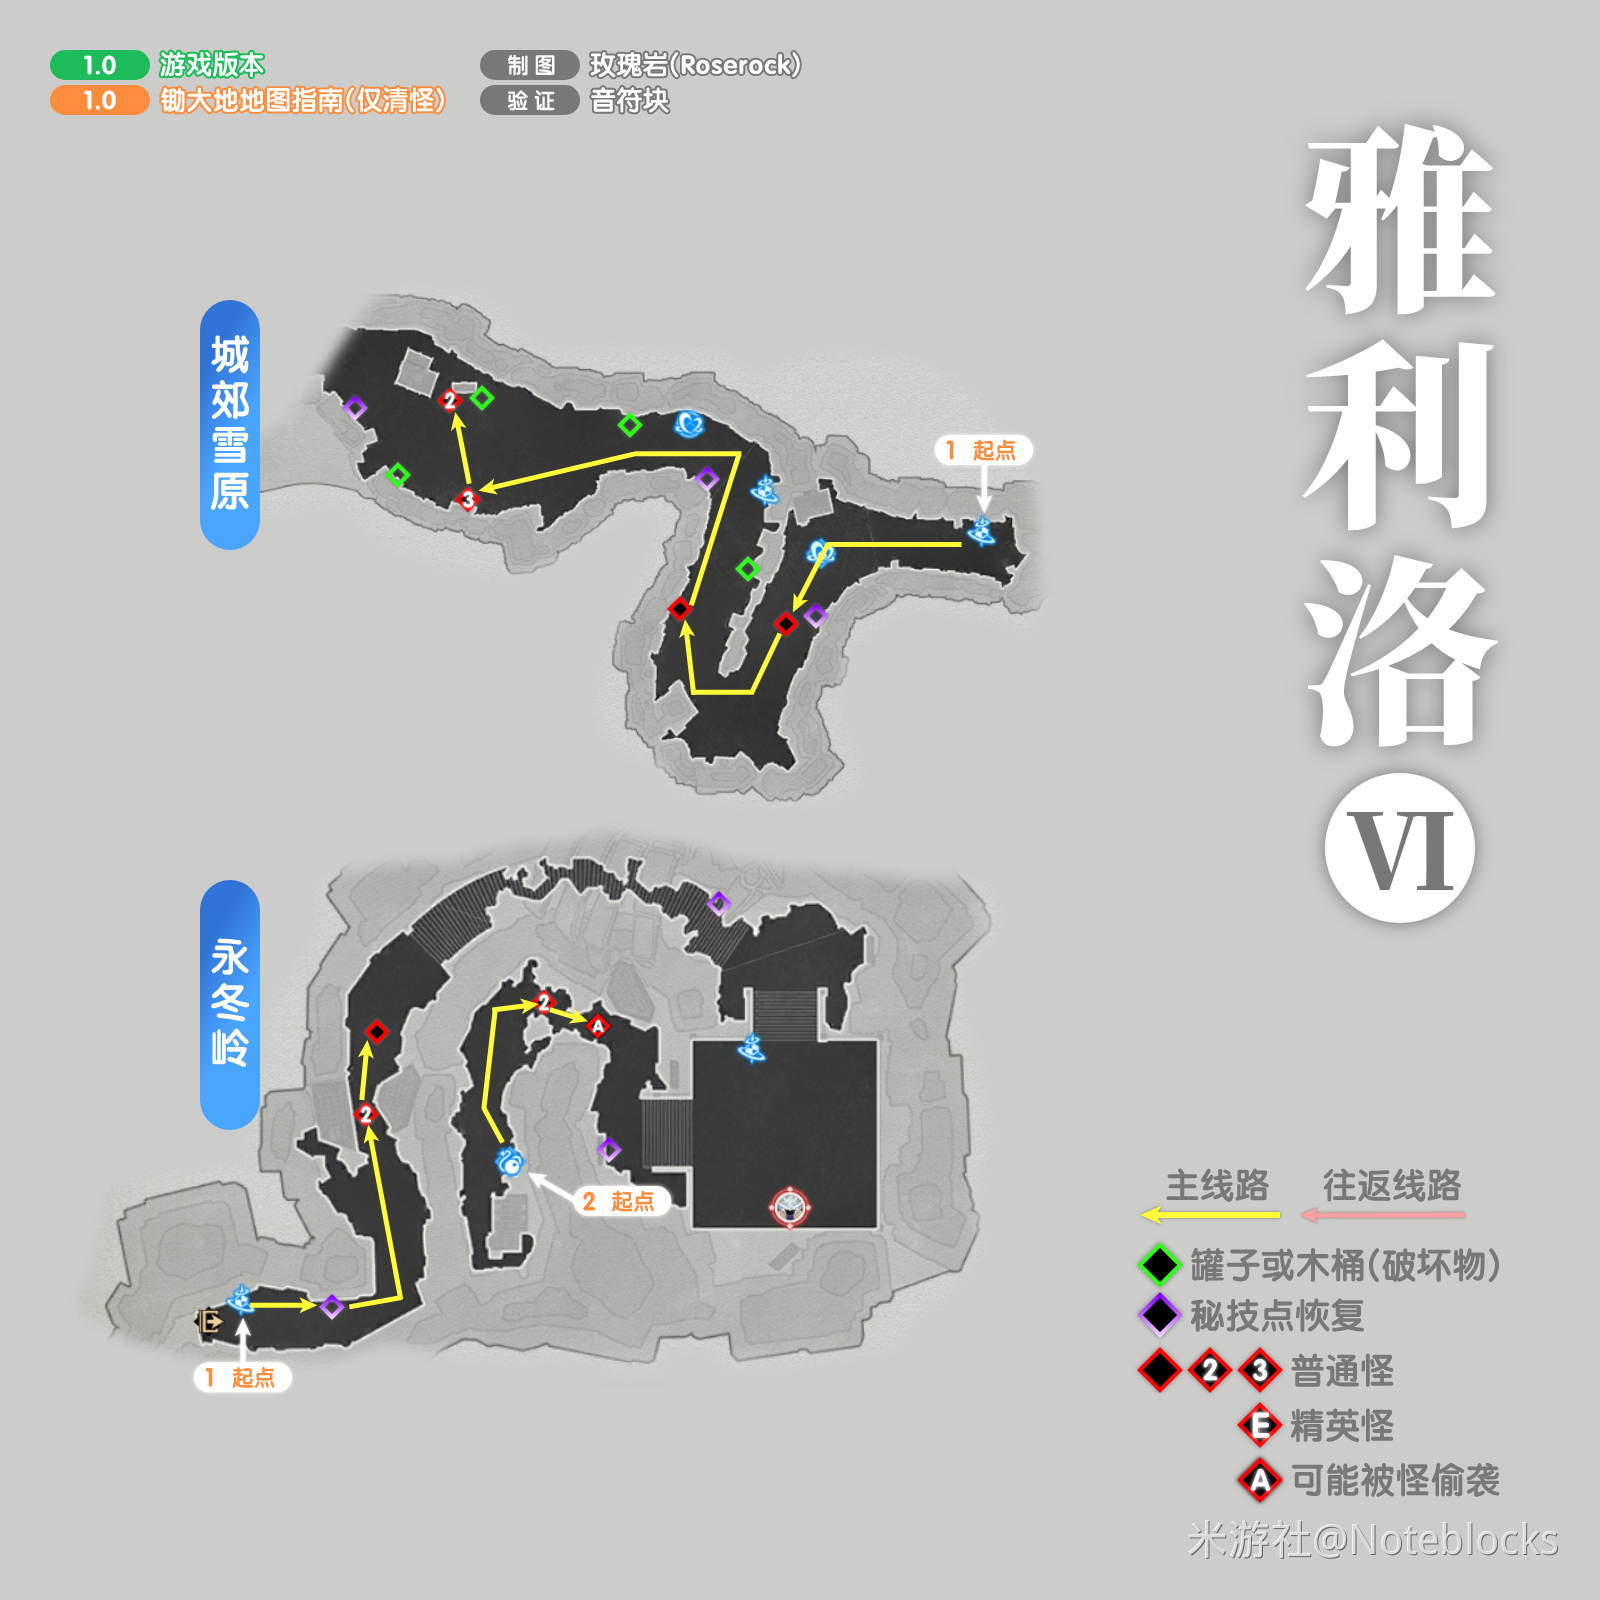 1.0 游戏版本
1.0 锄大地地图指南(仅清怪)
制图 玫瑰岩(Roserock)
验证 音符块
雅利洛
VI
城郊雪原
1 起点
2
3
永冬岭
2
A
2
2 起点
1 起点
主线路
往返线路
罐子或木桶(破坏物)
秘技点恢复
2 3 普通怪
E 精英怪
A 可能被怪偷袭
米游社@Noteblocks